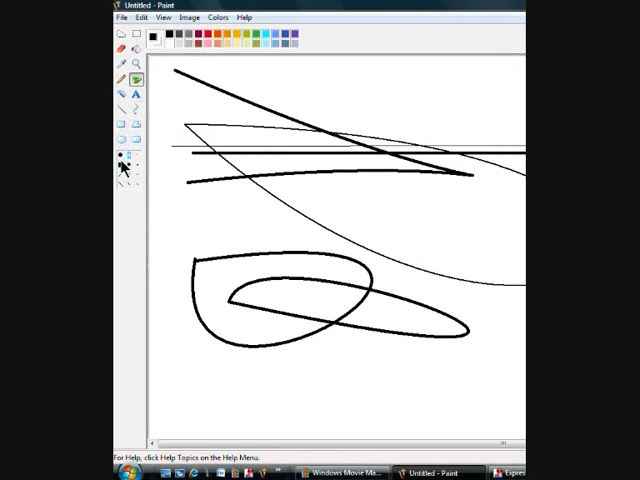 Untitled - Paint
File Edit View Image Colors Help
For Help, click Help Topics on the Help Menu.
Windows Movie Ma... Untitled - Paint Expres